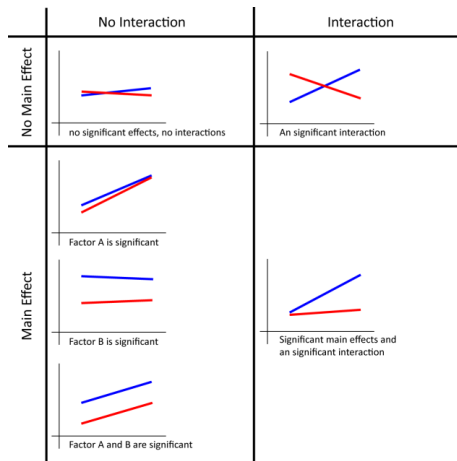 No Interaction
Interaction
No Main Effect
no significant effects, no interactions
An significant interaction
Main Effect
Factor A is significant
Factor B is significant
Significant main effects and
an significant interaction
Factor A and B are significant